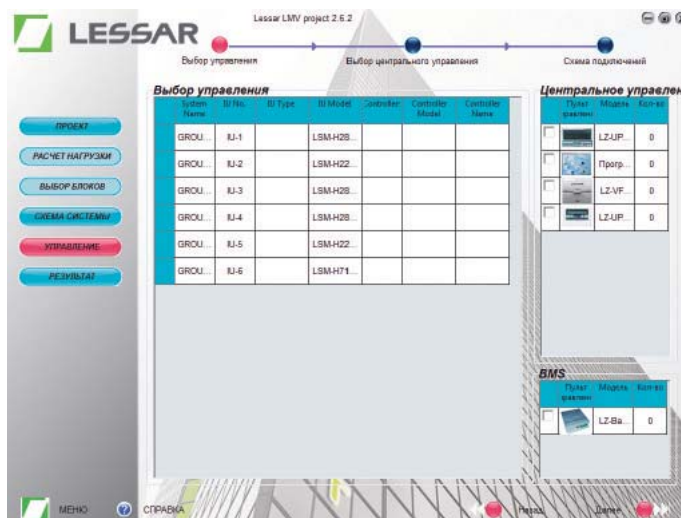 Lessar LMV project 2.6.2
LESSAR
Выбор управления
Выбор центрального управления
Схема подключений
Выбор управления
System Name IU No. IU Type IU Model Controller Controller Model Controller Name
GROU... IU-1 LSM-H28...
GROU... IU-2 LSM-H22...
GROU... IU-3 LSM-H28...
GROU... IU-4 LSM-H28...
GROU... IU-5 LSM-H22...
GROU... IU-6 LSM-H71...
Центральное управлен
Пульт Модель Кол-во
LZ-UP... 0
Прогр... 0
LZ-VF... 0
LZ-UP... 0
BMS
Пульт Модель Кол-во
LZ-Ba... 0
ПРОЕКТ
РАСЧЕТ НАГРУЗКИ
ВЫБОР БЛОКОВ
СХЕМА СИСТЕМЫ
УПРАВЛЕНИЕ
РЕЗУЛЬТАТ
МЕНЮ
СПРАВКА
Назад
Далее